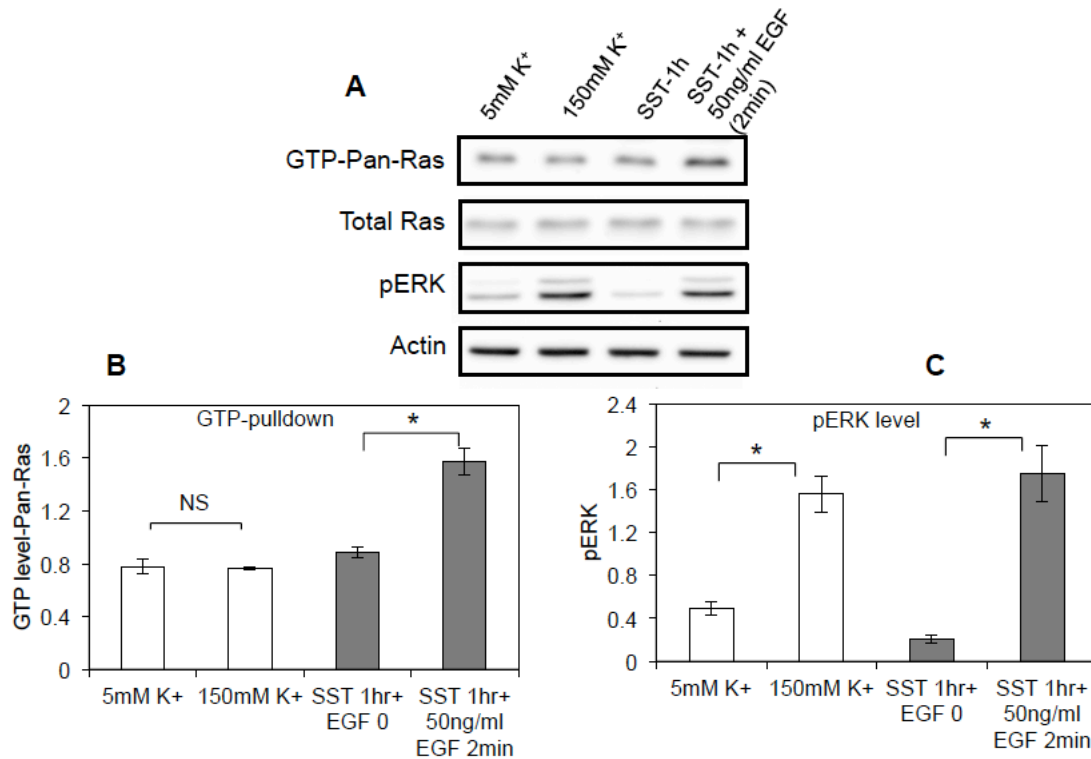 A
5mM K⁺
150mM K⁺
SST-1h
SST-1h +
50ng/ml EGF
(2min)
GTP-Pan-Ras
Total Ras
pERK
Actin
B
GTP-pulldown
GTP level-Pan-Ras
2
1.6
1.2
0.8
0.4
0
NS
*
5mM K+
150mM K+
SST 1hr+
EGF 0
SST 1hr+
50ng/ml
EGF 2min
C
pERK level
pERK
2.4
2
1.6
1.2
0.8
0.4
0
*
*
5mM K+
150mM K+
SST 1hr+
EGF 0
SST 1hr+
50ng/ml
EGF 2min